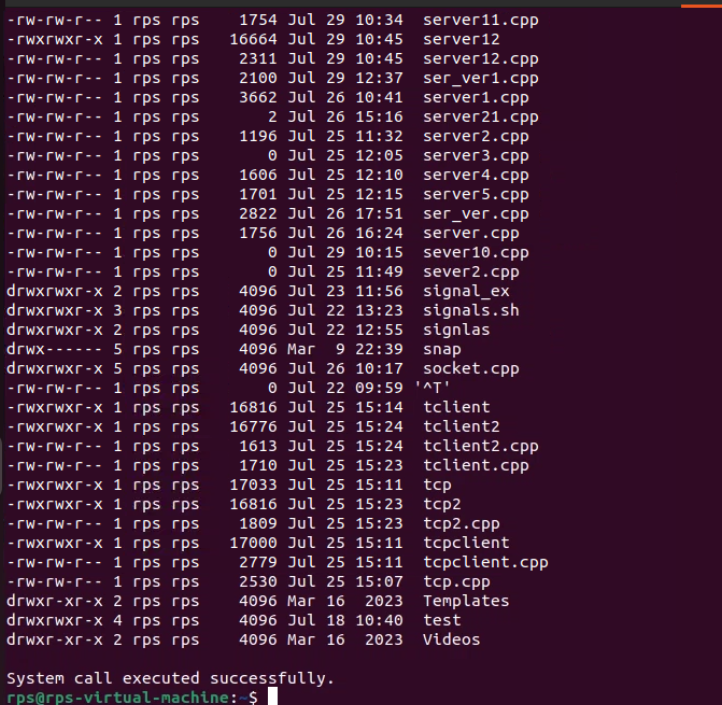 -rw-rw-r-- 1 rps rps    1754 Jul 29 10:34  server11.cpp
-rwxrwxr-x 1 rps rps   16664 Jul 29 10:45  server12
-rw-rw-r-- 1 rps rps    2311 Jul 29 10:45  server12.cpp
-rw-rw-r-- 1 rps rps    2100 Jul 29 12:37  ser_ver1.cpp
-rw-rw-r-- 1 rps rps    3662 Jul 26 10:41  server1.cpp
-rw-rw-r-- 1 rps rps       2 Jul 26 15:16  server21.cpp
-rw-rw-r-- 1 rps rps    1196 Jul 25 11:32  server2.cpp
-rw-rw-r-- 1 rps rps       0 Jul 25 12:05  server3.cpp
-rw-rw-r-- 1 rps rps    1606 Jul 25 12:10  server4.cpp
-rw-rw-r-- 1 rps rps    1701 Jul 25 12:15  server5.cpp
-rw-rw-r-- 1 rps rps    2822 Jul 26 17:51  ser_ver.cpp
-rw-rw-r-- 1 rps rps    1756 Jul 26 16:24  server.cpp
-rw-rw-r-- 1 rps rps       0 Jul 29 10:15  sever10.cpp
-rw-rw-r-- 1 rps rps       0 Jul 25 11:49  sever2.cpp
drwxrwxr-x 2 rps rps    4096 Jul 23 11:56  signal_ex
drwxrwxr-x 3 rps rps    4096 Jul 22 13:23  signals.sh
drwxrwxr-x 2 rps rps    4096 Jul 22 12:55  signlas
drwx------ 5 rps rps    4096 Mar  9 22:39  snap
drwxrwxr-x 5 rps rps    4096 Jul 26 10:17  socket.cpp
-rw-rw-r-- 1 rps rps       0 Jul 22 09:59 '^T'
-rwxrwxr-x 1 rps rps   16816 Jul 25 15:14  tclient
-rwxrwxr-x 1 rps rps   16776 Jul 25 15:24  tclient2
-rw-rw-r-- 1 rps rps    1613 Jul 25 15:24  tclient2.cpp
-rw-rw-r-- 1 rps rps    1710 Jul 25 15:23  tclient.cpp
-rwxrwxr-x 1 rps rps   17033 Jul 25 15:11  tcp
-rwxrwxr-x 1 rps rps   16816 Jul 25 15:23  tcp2
-rw-rw-r-- 1 rps rps    1809 Jul 25 15:23  tcp2.cpp
-rwxrwxr-x 1 rps rps   17000 Jul 25 15:11  tcpclient
-rw-rw-r-- 1 rps rps    2779 Jul 25 15:11  tcpclient.cpp
-rw-rw-r-- 1 rps rps    2530 Jul 25 15:07  tcp.cpp
drwxr-xr-x 2 rps rps    4096 Mar 16  2023  Templates
drwxrwxr-x 4 rps rps    4096 Jul 18 10:40  test
drwxr-xr-x 2 rps rps    4096 Mar 16  2023  Videos
System call executed successfully.
rps@rps-virtual-machine:~$